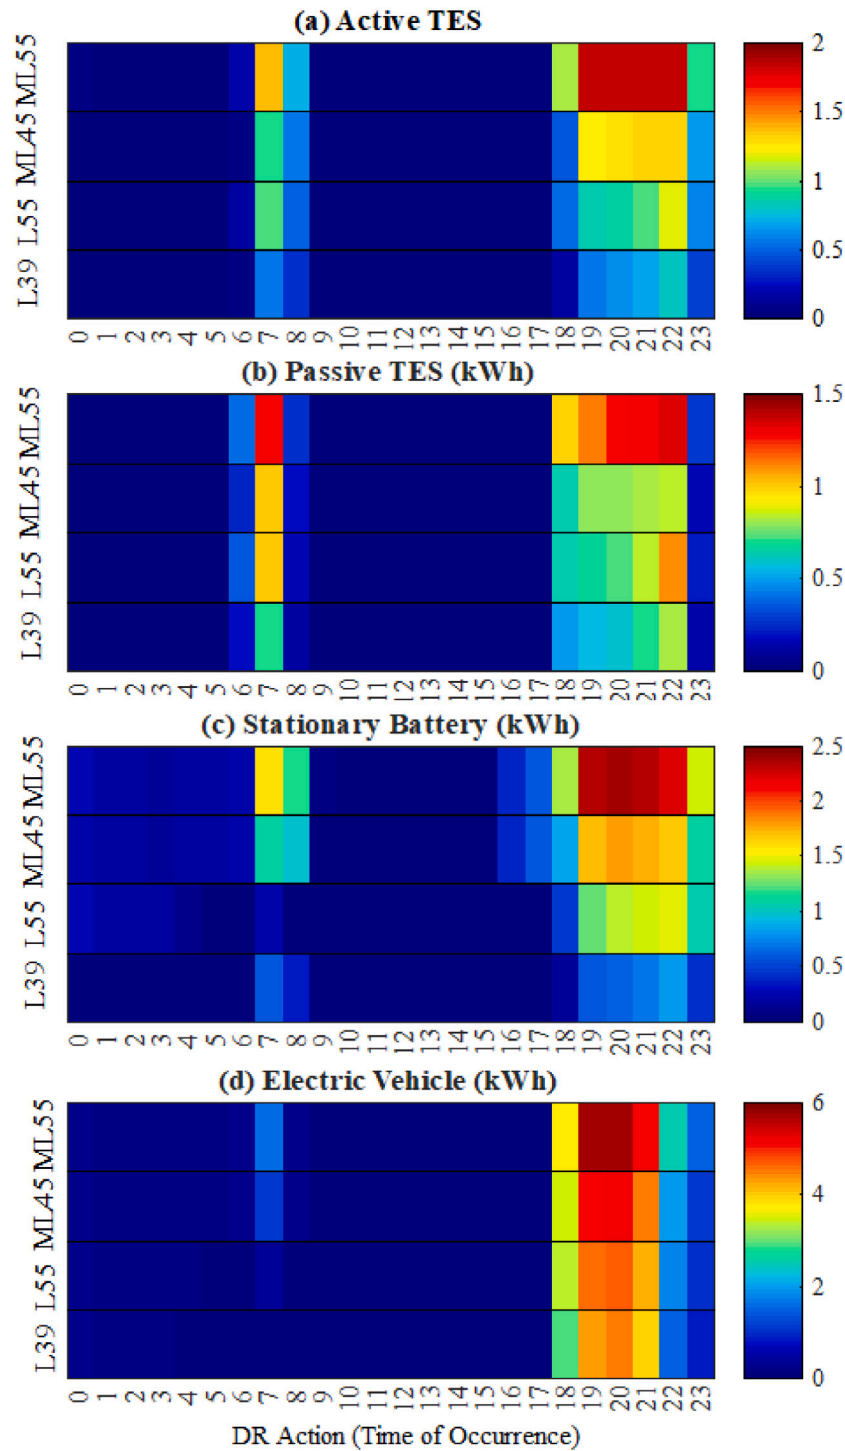 (a) Active TES
ML55
ML45
L55
L39
2
1.5
1
0.5
0
0 1 2 3 4 5 6 7 8 9 10 11 12 13 14 15 16 17 18 19 20 21 22 23
(b) Passive TES (kWh)
ML55
ML45
L55
L39
1.5
1
0.5
0
0 1 2 3 4 5 6 7 8 9 10 11 12 13 14 15 16 17 18 19 20 21 22 23
(c) Stationary Battery (kWh)
ML55
ML45
L55
L39
2.5
2
1.5
1
0.5
0
0 1 2 3 4 5 6 7 8 9 10 11 12 13 14 15 16 17 18 19 20 21 22 23
(d) Electric Vehicle (kWh)
ML55
ML45
L55
L39
6
4
2
0
0 1 2 3 4 5 6 7 8 9 10 11 12 13 14 15 16 17 18 19 20 21 22 23
DR Action (Time of Occurrence)